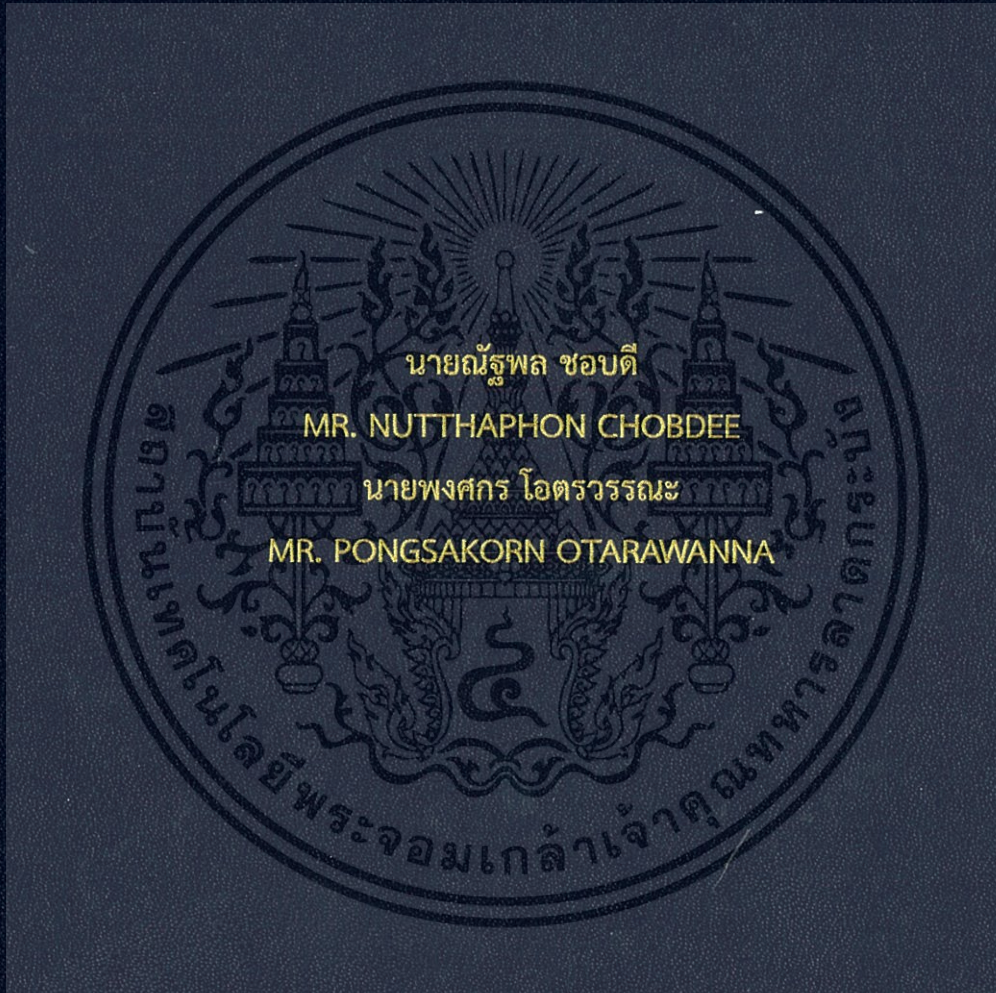 นายณัฐพล ชอบดี
MR. NUTTHAPHON CHOBDEE
นายพงศกร โอตรวรรณะ
MR. PONGSAKORN OTARAWANNA
สถาบันเทคโนโลยีพระจอมเกล้าเจ้าคุณทหารลาดกระบัง
๔